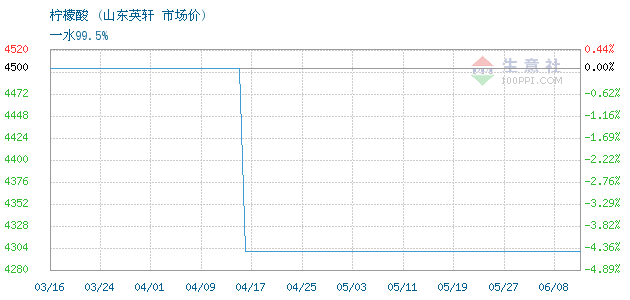 柠檬酸 (山东英轩 市场价)
一水99.5%
4520 0.44%
4500 0.00%
生意社
100PPI.COM
4472 -0.62%
4448 -1.16%
4424 -1.69%
4400 -2.22%
4376 -2.76%
4352 -3.29%
4328 -3.82%
4304 -4.36%
4280 -4.89%
03/16 03/24 04/01 04/09 04/17 04/25 05/03 05/11 05/19 05/27 06/08